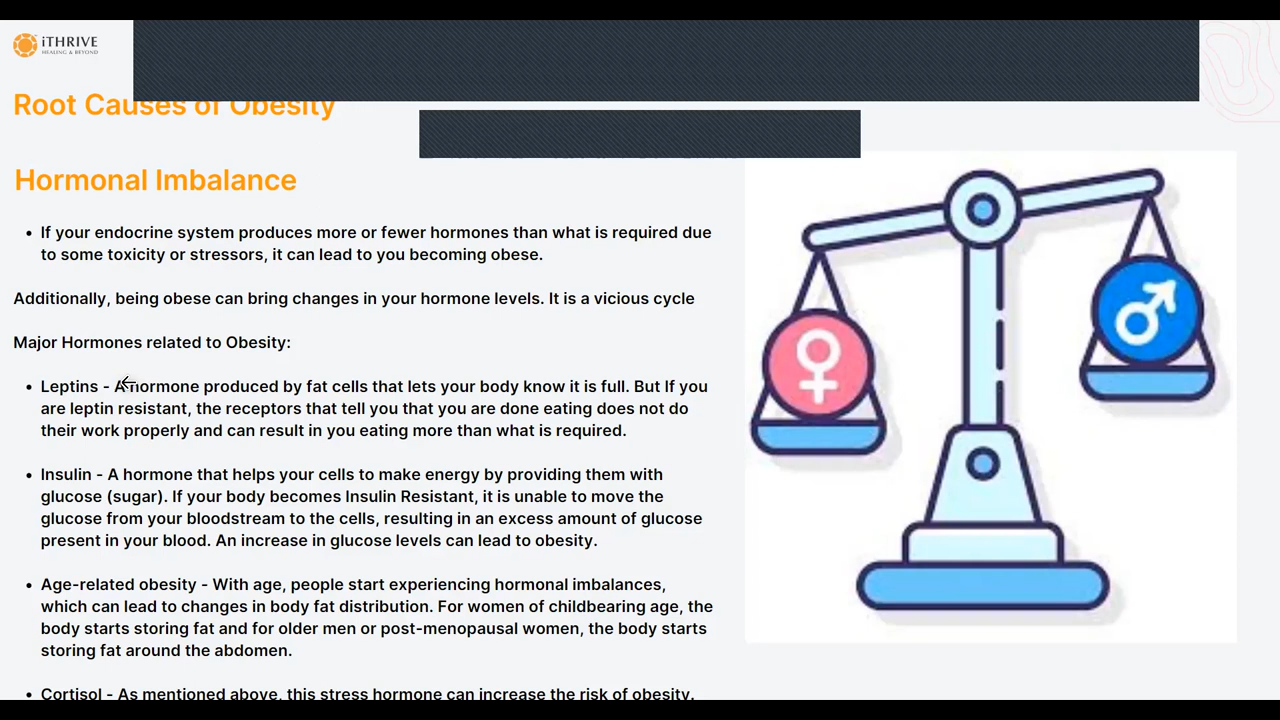 iTHRIVE
HEALING & BEYOND
Root Causes of Obesity
Hormonal Imbalance
• If your endocrine system produces more or fewer hormones than what is required due
to some toxicity or stressors, it can lead to you becoming obese.
Additionally, being obese can bring changes in your hormone levels. It is a vicious cycle
Major Hormones related to Obesity:
• Leptins - A hormone produced by fat cells that lets your body know it is full. But If you
are leptin resistant, the receptors that tell you that you are done eating does not do
their work properly and can result in you eating more than what is required.
• Insulin - A hormone that helps your cells to make energy by providing them with
glucose (sugar). If your body becomes Insulin Resistant, it is unable to move the
glucose from your bloodstream to the cells, resulting in an excess amount of glucose
present in your blood. An increase in glucose levels can lead to obesity.
• Age-related obesity - With age, people start experiencing hormonal imbalances,
which can lead to changes in body fat distribution. For women of childbearing age, the
body starts storing fat and for older men or post-menopausal women, the body starts
storing fat around the abdomen.
• Cortisol - As mentioned above, this stress hormone can increase the risk of obesity.